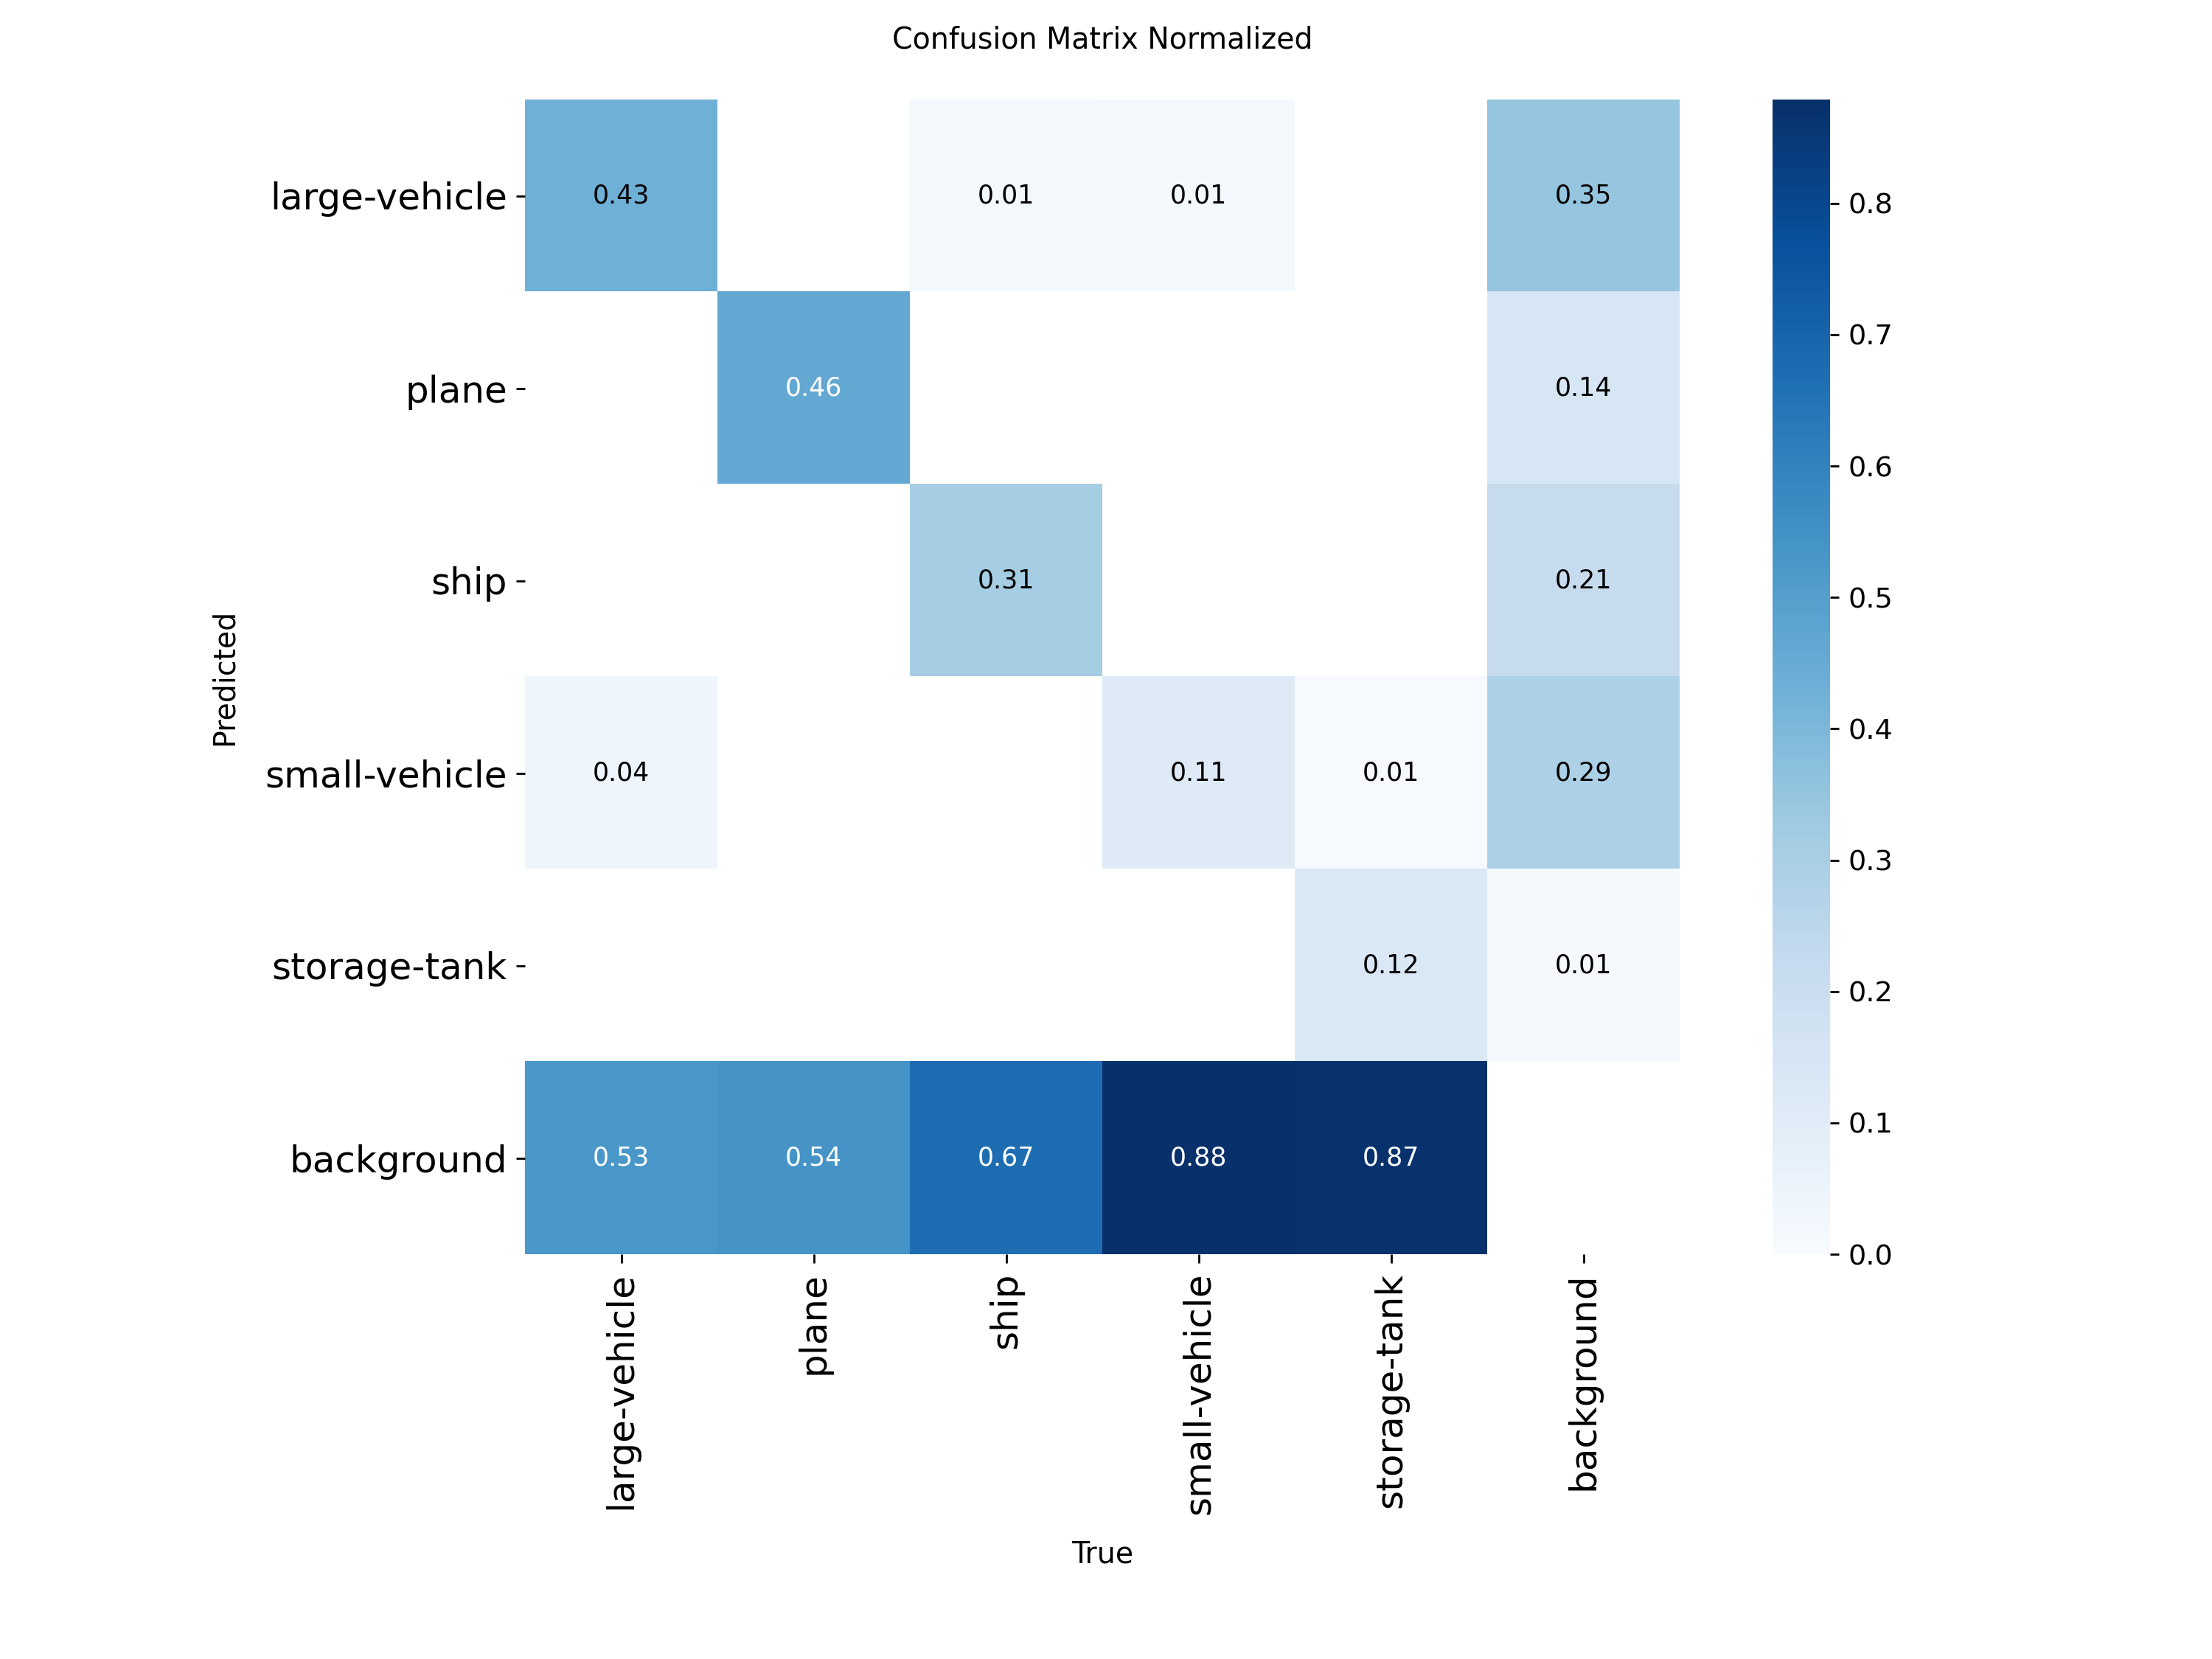 Confusion Matrix Normalized
large-vehicle 0.43 0.01 0.01 0.35
plane 0.46 0.14
ship 0.31 0.21
small-vehicle 0.04 0.11 0.01 0.29
storage-tank 0.12 0.01
background 0.53 0.54 0.67 0.88 0.87
Predicted
large-vehicle
plane
ship
small-vehicle
storage-tank
background
True
0.8
0.7
0.6
0.5
0.4
0.3
0.2
0.1
0.0